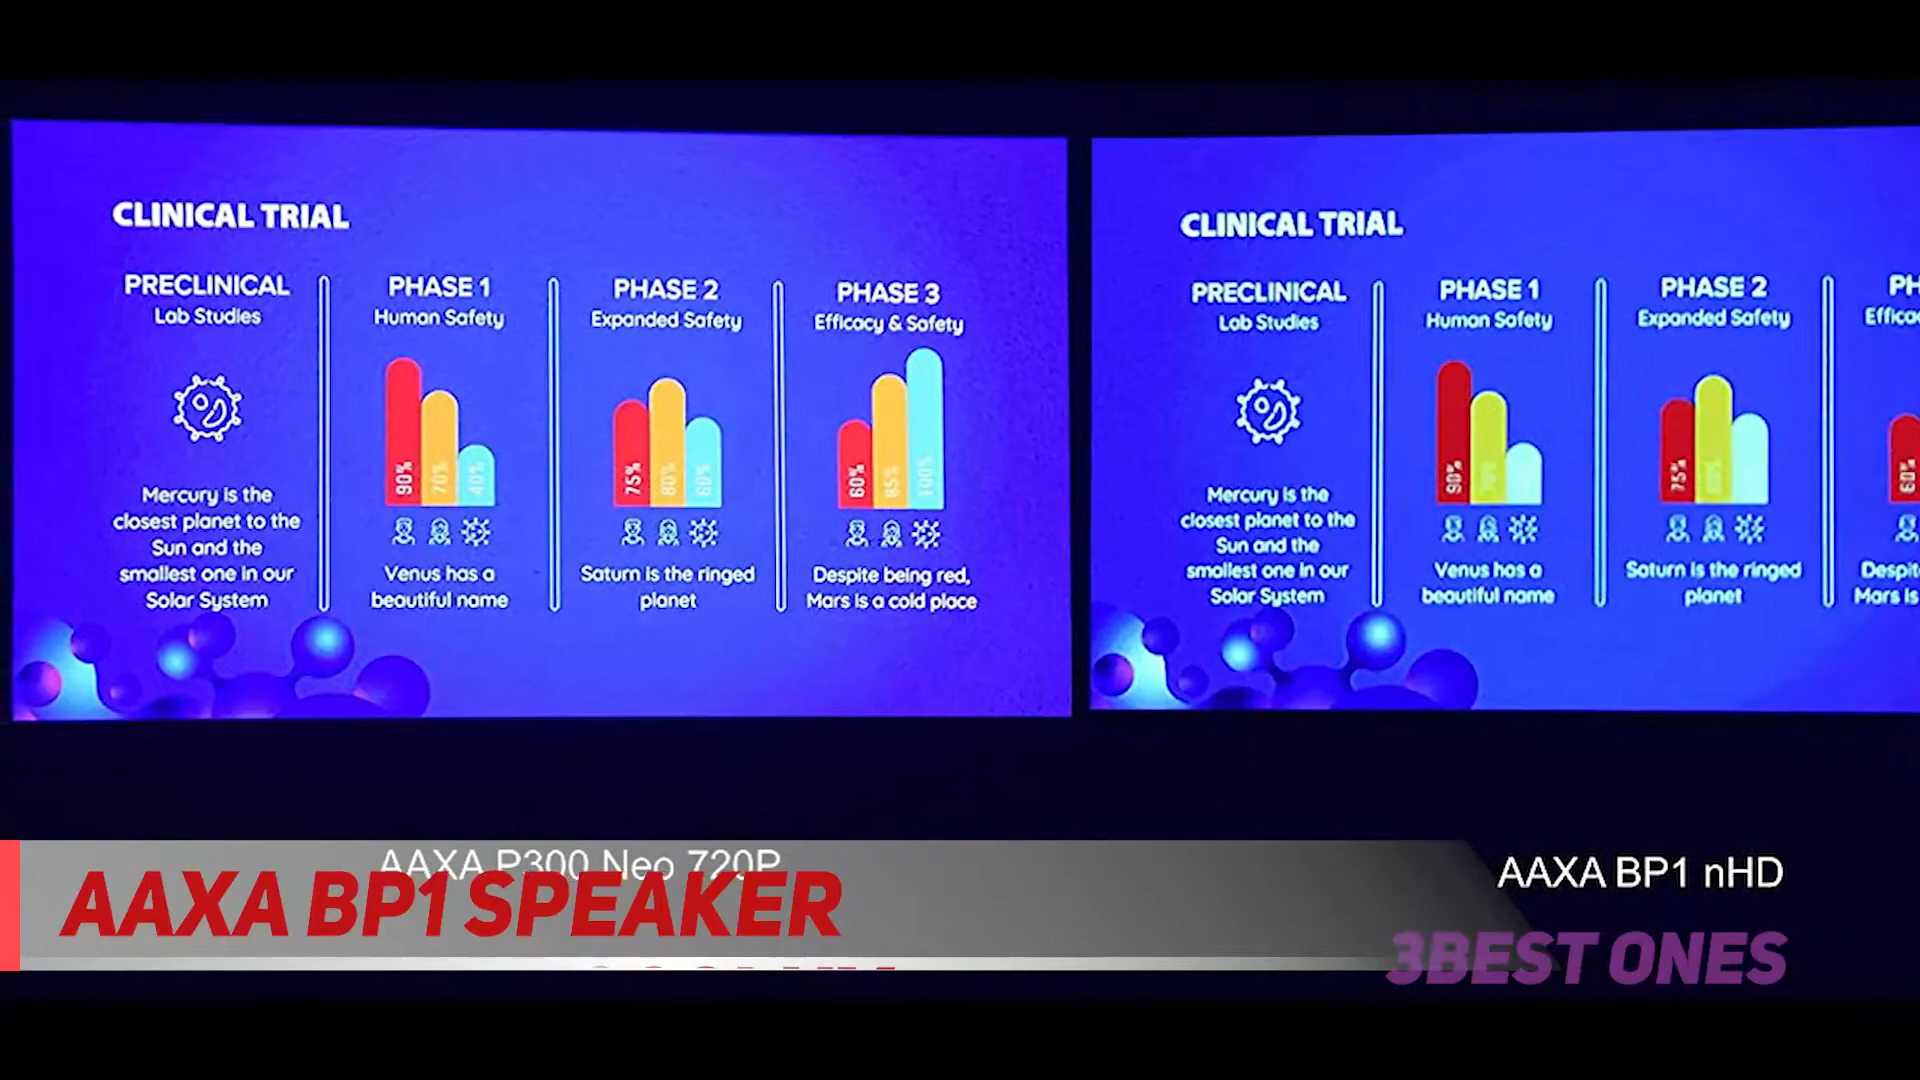 CLINICAL TRIAL
PRECLINICAL
Lab Studies
Mercury is the
closest planet to the
Sun and the
smallest one in our
Solar System
PHASE 1
Human Safety
90%
70%
40%
Venus has a
beautiful name
PHASE 2
Expanded Safety
75%
80%
60%
Saturn is the ringed
planet
PHASE 3
Efficacy & Safety
60%
85%
100%
Despite being red,
Mars is a cold place
CLINICAL TRIAL
PRECLINICAL
Lab Studies
Mercury is the
closest planet to the
Sun and the
smallest one in our
Solar System
PHASE 1
Human Safety
90%
Venus has a
beautiful name
PHASE 2
Expanded Safety
75%
Saturn is the ringed
planet
PH
Effica
60%
Despit
Mars is
AAXA P300 Neo 720P
AAXA BP1 SPEAKER
AAXA BP1 nHD
3BEST ONES